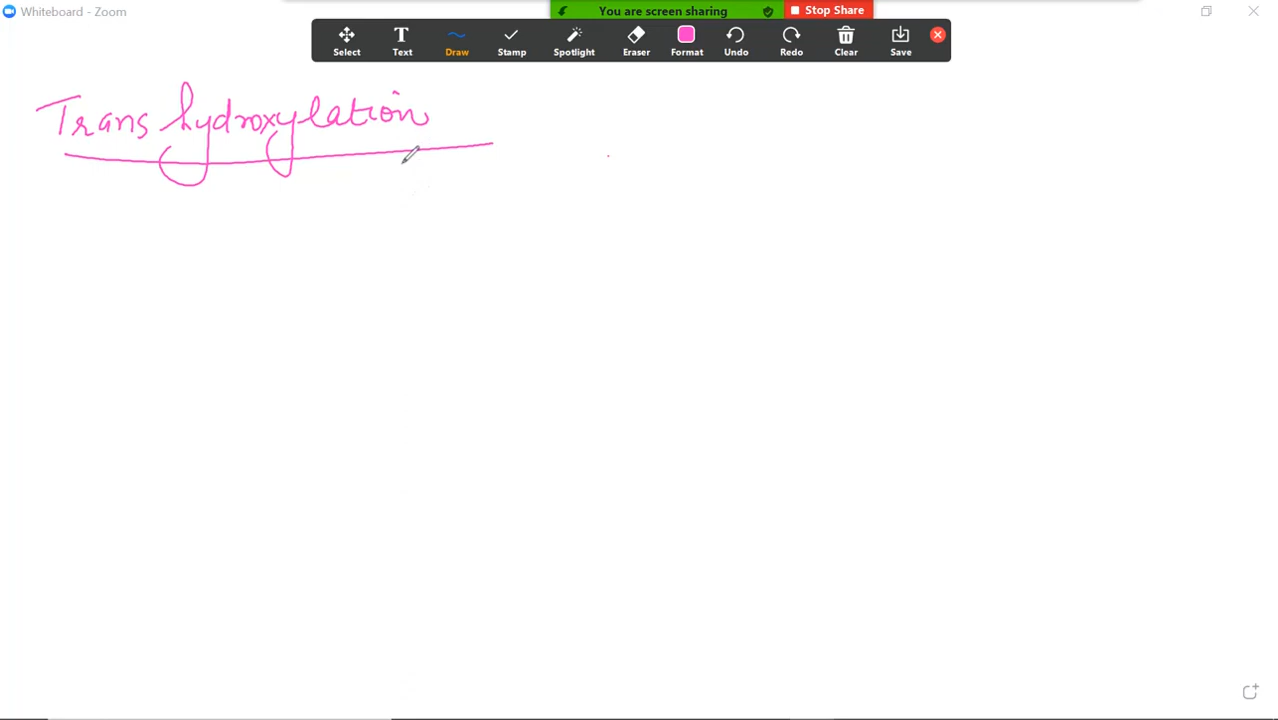 Whiteboard - Zoom
You are screen sharing
Stop Share
Select
Text
Draw
Stamp
Spotlight
Eraser
Format
Undo
Redo
Clear
Save
Trans hydroxylation